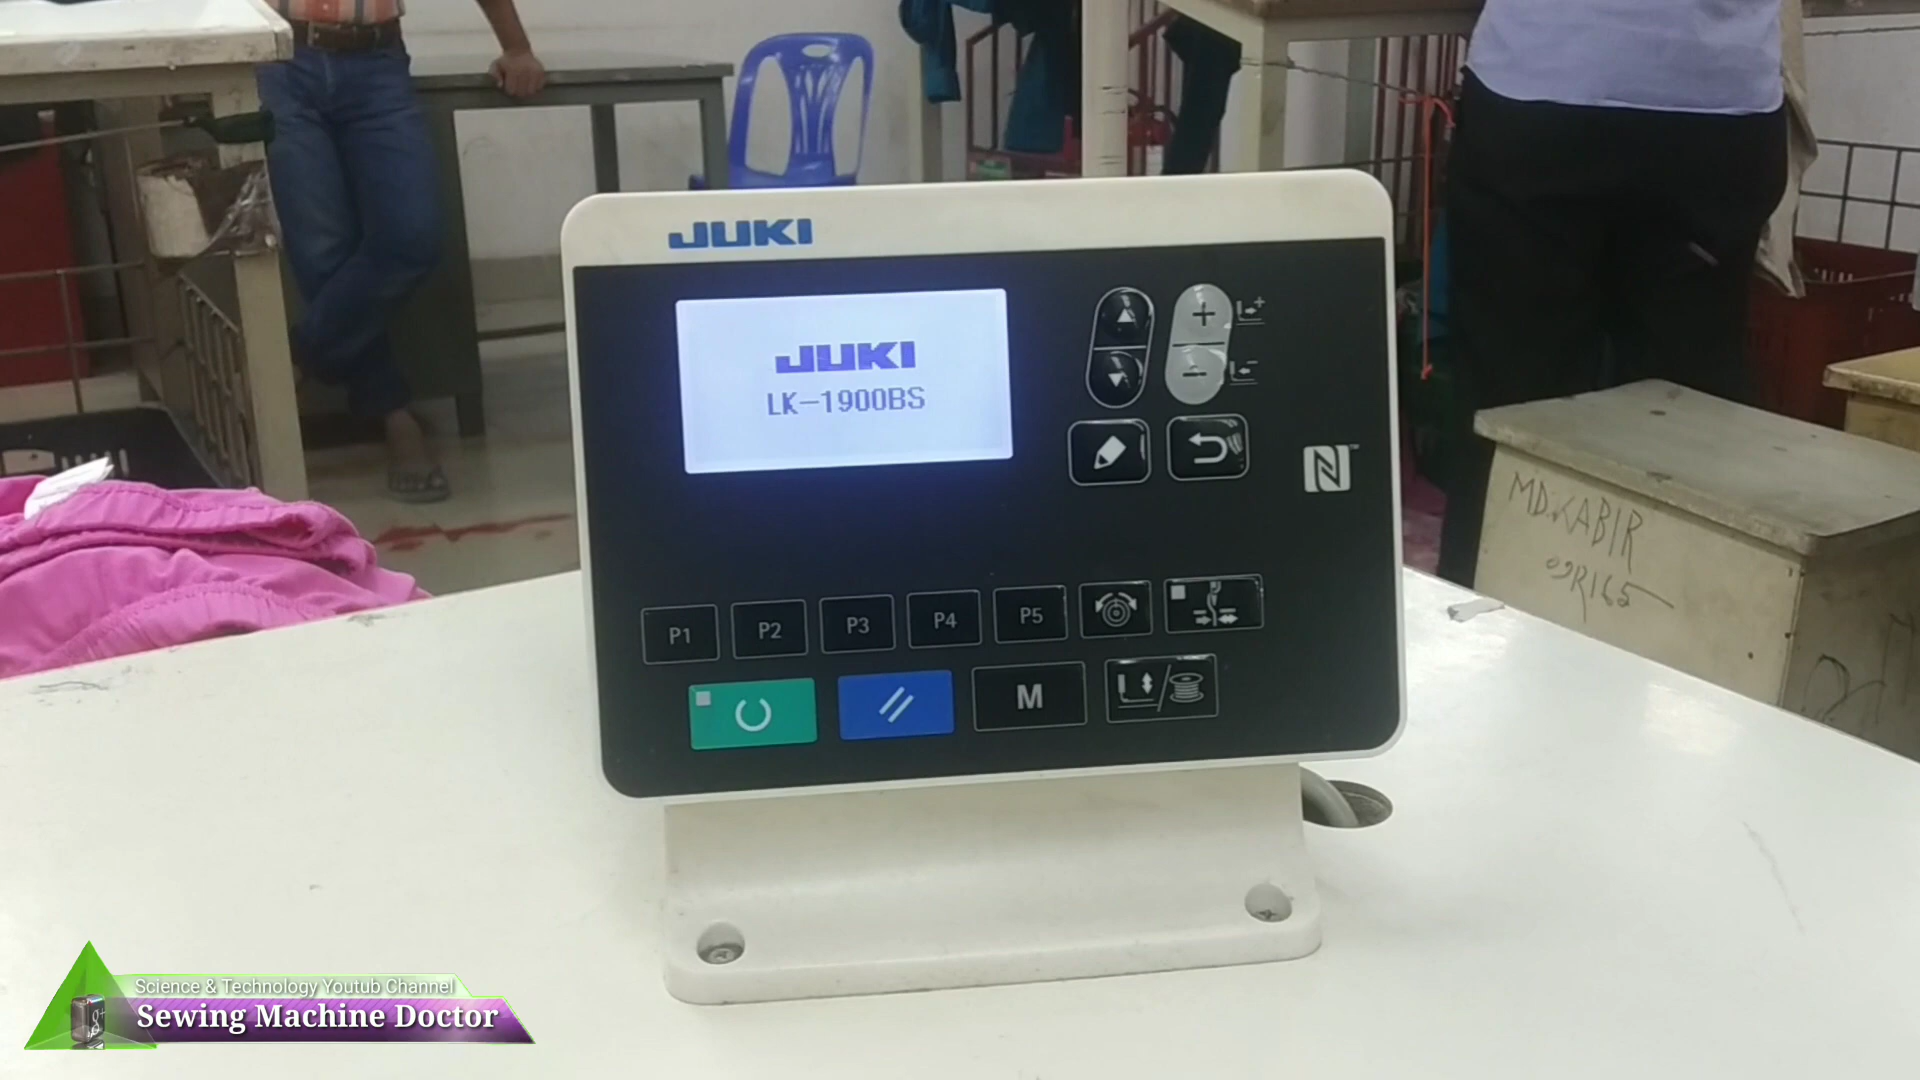 JUKI
JUKI
LK-1900BS
MD. KABIR
P1
P2
P3
P4
P5
M
Science & Technology Youtub Channel
Sewing Machine Doctor